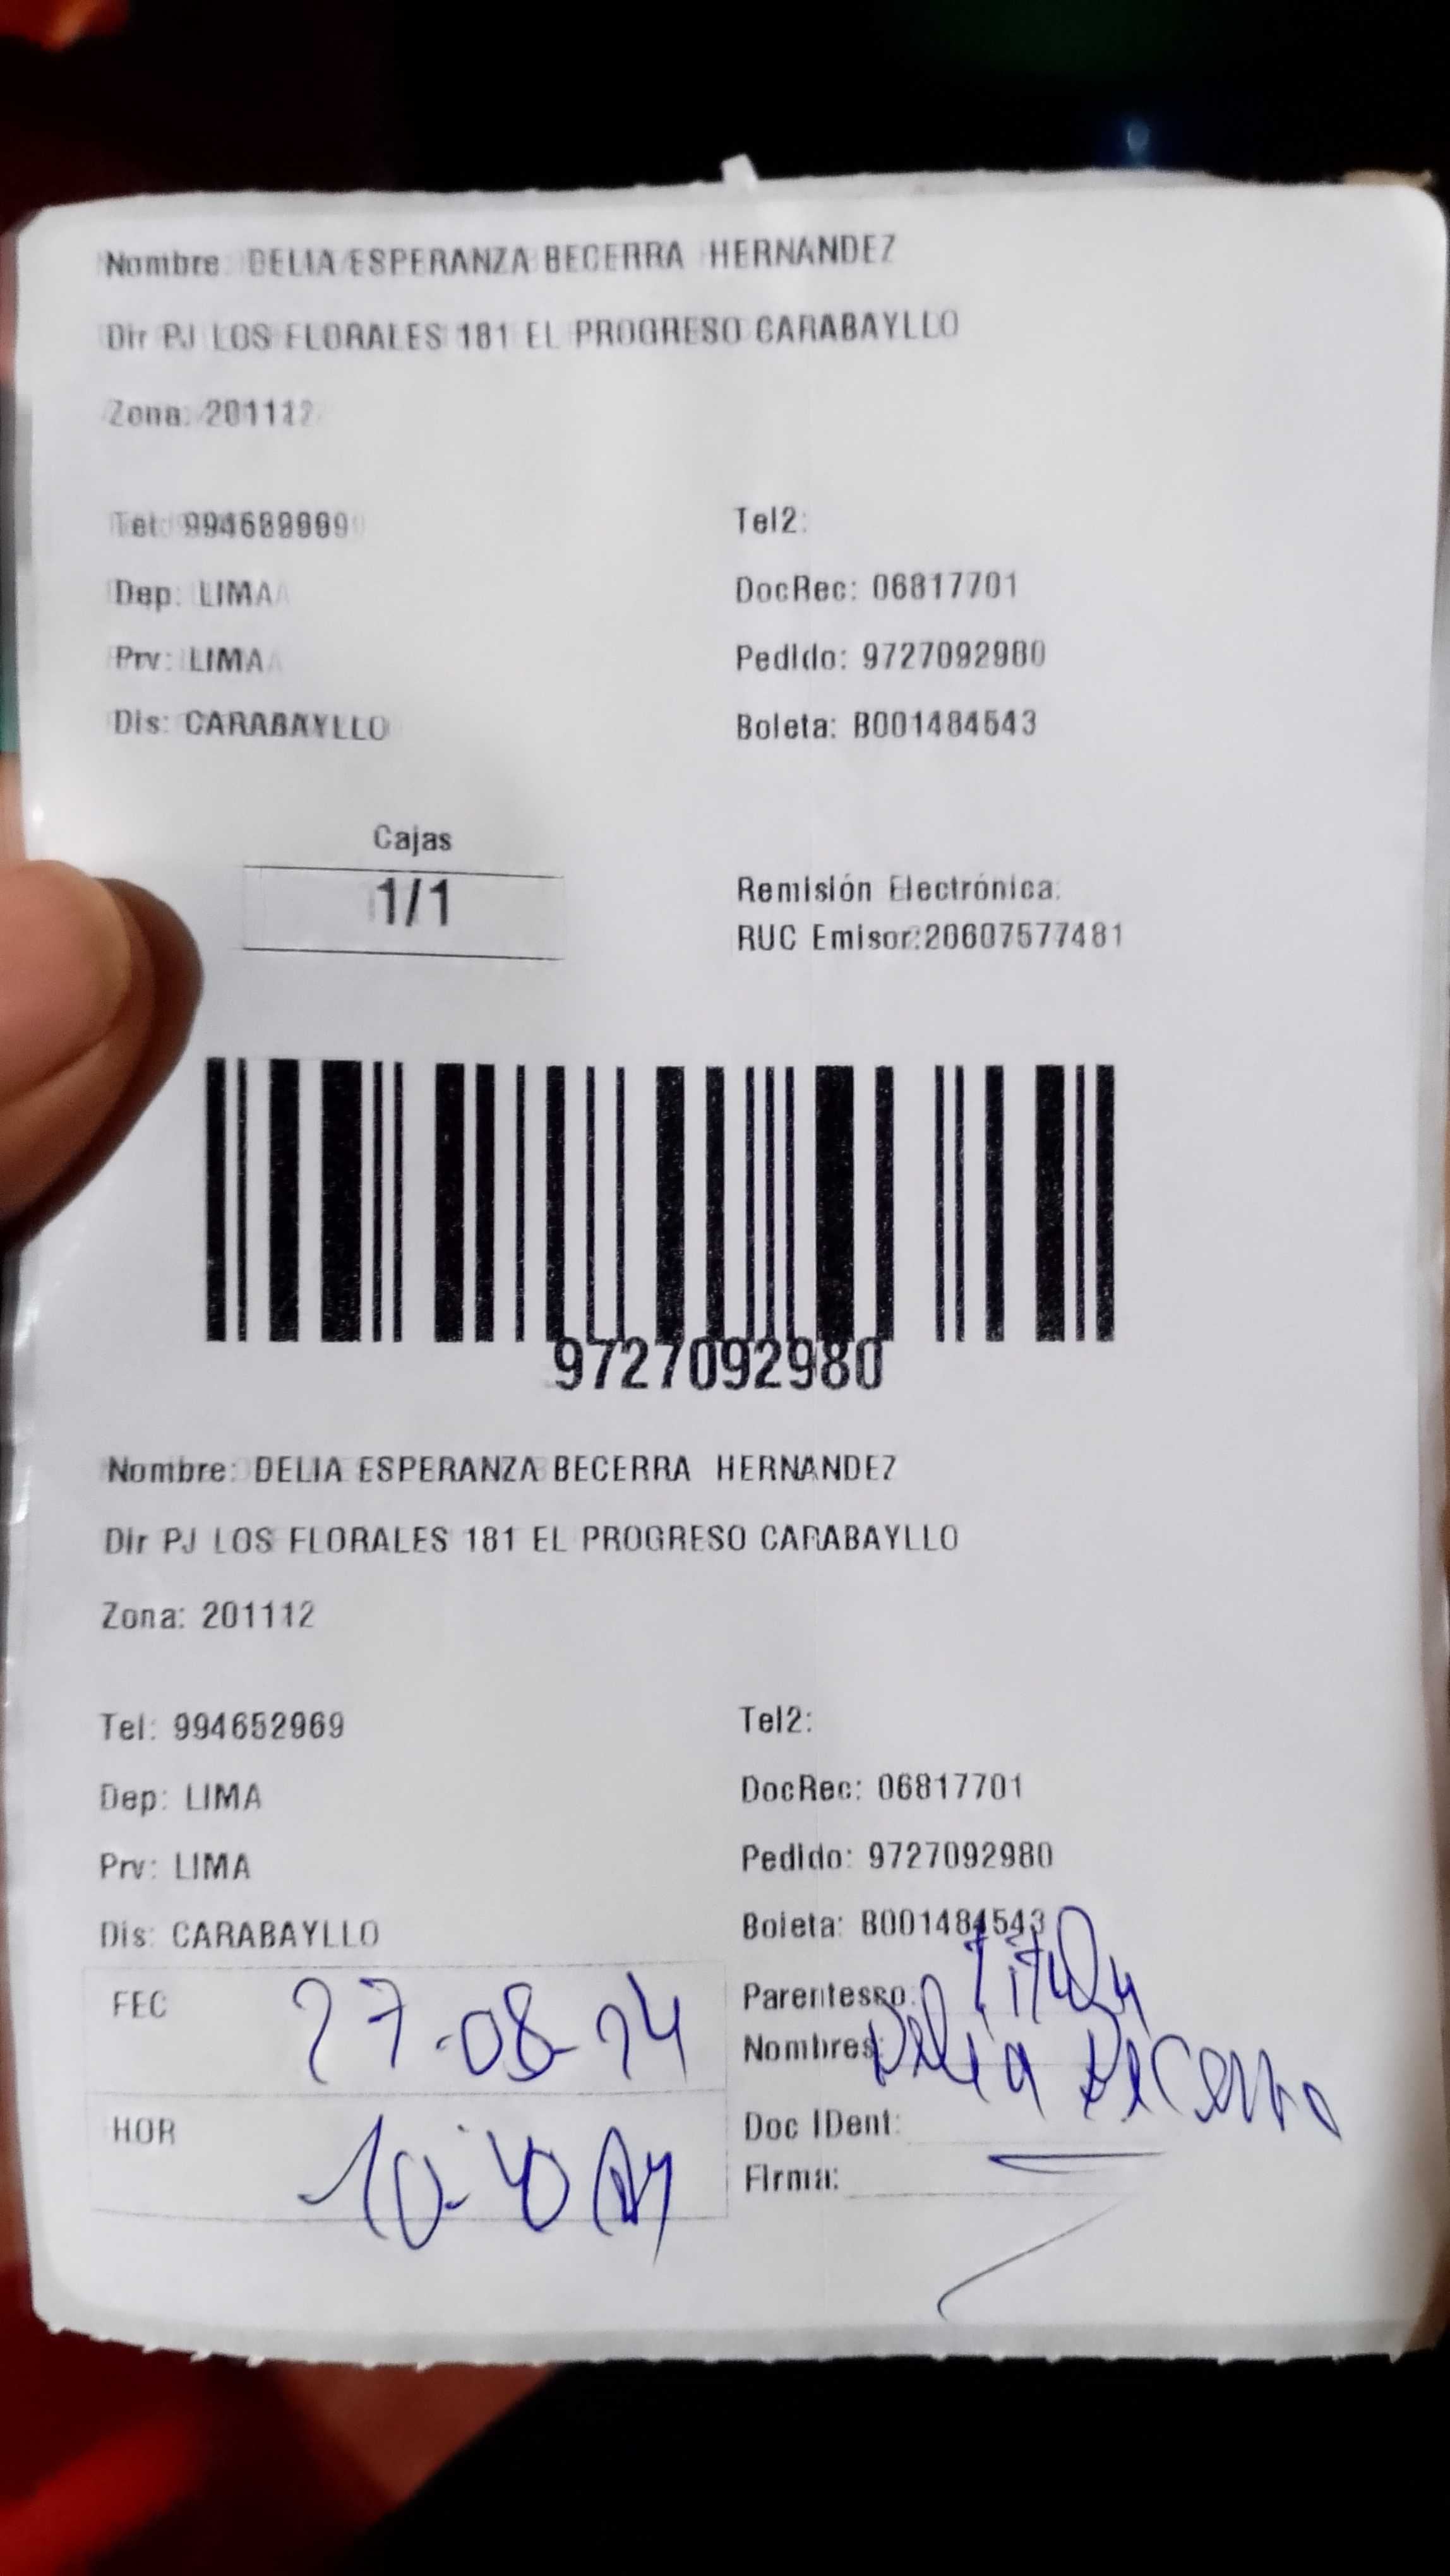 Nombre: DELIA ESPERANZA BECERRA HERNANDEZ
Dir PJ LOS FLORALES 181 EL PROGRESO CARABAYLLO
Zona: 201112
Tel: Tel2:
Dep: LIMA DocRec: 06817701
Prv: LIMA Pedido: 9727092980
Dis: CARABAYLLO Boleta: B001484543
Cajas
1/1
Remisión Electrónica:
RUC Emisor:20607577481
9727092980
Nombre: DELIA ESPERANZA BECERRA HERNANDEZ
Dir PJ LOS FLORALES 181 EL PROGRESO CARABAYLLO
Zona: 201112
Tel: 994652969 Tel2:
Dep: LIMA DocRec: 06817701
Prv: LIMA Pedido: 9727092980
Dis: CARABAYLLO Boleta: B001484543
FEC 27-08-24 Parentesso:
Nombres: Delia Becerra
HOR 10:40 AM Doc IDent:
Firma: